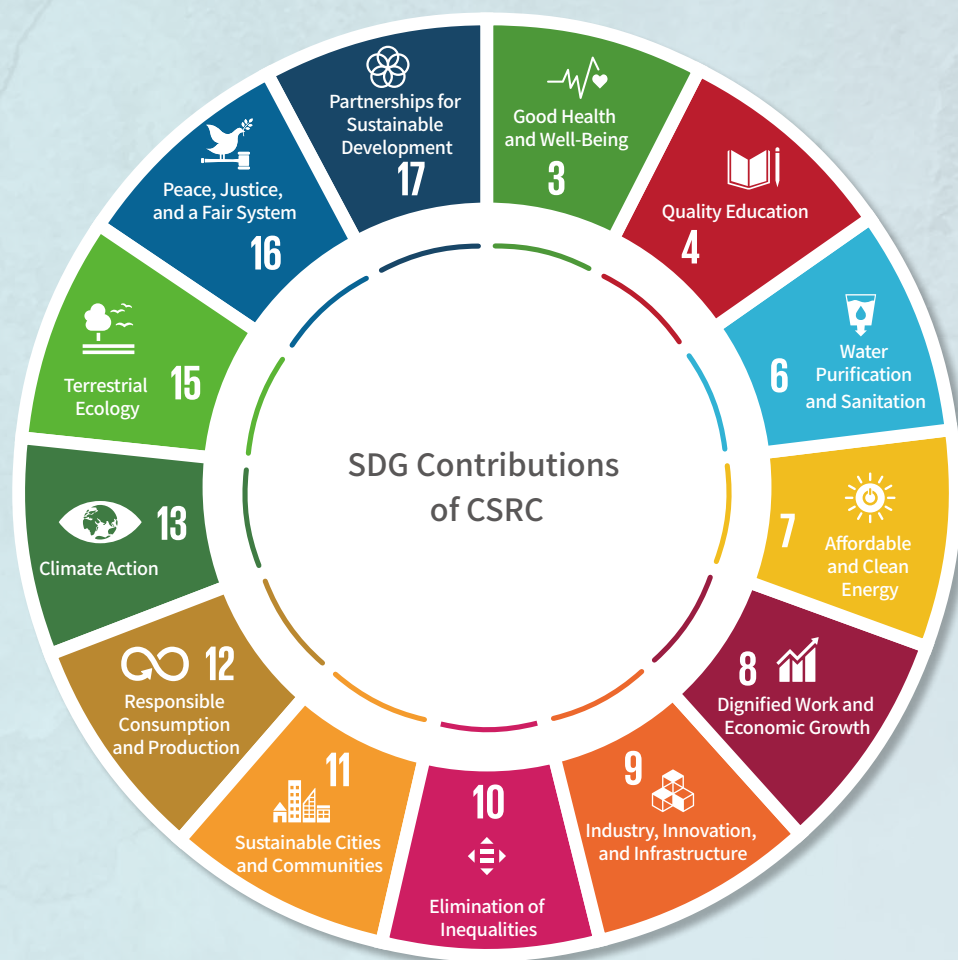 SDG Contributions
of CSRC
Good Health
and Well-Being
3
Quality Education
4
6
Water
Purification
and Sanitation
7
Affordable
and Clean
Energy
8
Dignified Work and
Economic Growth
9
Industry, Innovation,
and Infrastructure
10
Elimination of
Inequalities
11
Sustainable Cities
and Communities
12
Responsible
Consumption
and Production
13
Climate Action
15
Terrestrial
Ecology
Peace, Justice,
and a Fair System
16
Partnerships for
Sustainable
Development
17